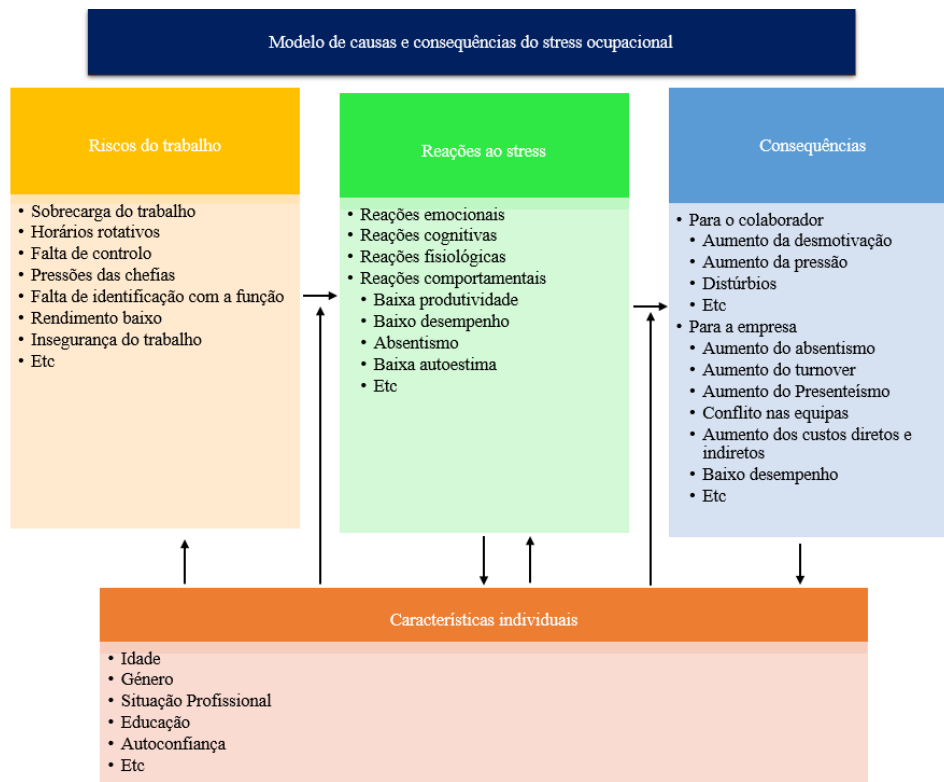 Modelo de causas e consequências do stress ocupacional
Riscos do trabalho
• Sobrecarga do trabalho
• Horários rotativos
• Falta de controlo
• Pressões das chefias
• Falta de identificação com a função
• Rendimento baixo
• Insegurança do trabalho
• Etc
Reações ao stress
• Reações emocionais
• Reações cognitivas
• Reações fisiológicas
• Reações comportamentais
• Baixa produtividade
• Baixo desempenho
• Absentismo
• Baixa autoestima
• Etc
Consequências
• Para o colaborador
• Aumento da desmotivação
• Aumento da pressão
• Distúrbios
• Etc
• Para a empresa
• Aumento do absentismo
• Aumento do turnover
• Aumento do Presenteísmo
• Conflito nas equipas
• Aumento dos custos diretos e
indiretos
• Baixo desempenho
• Etc
Características individuais
• Idade
• Género
• Situação Profissional
• Educação
• Autoconfiança
• Etc